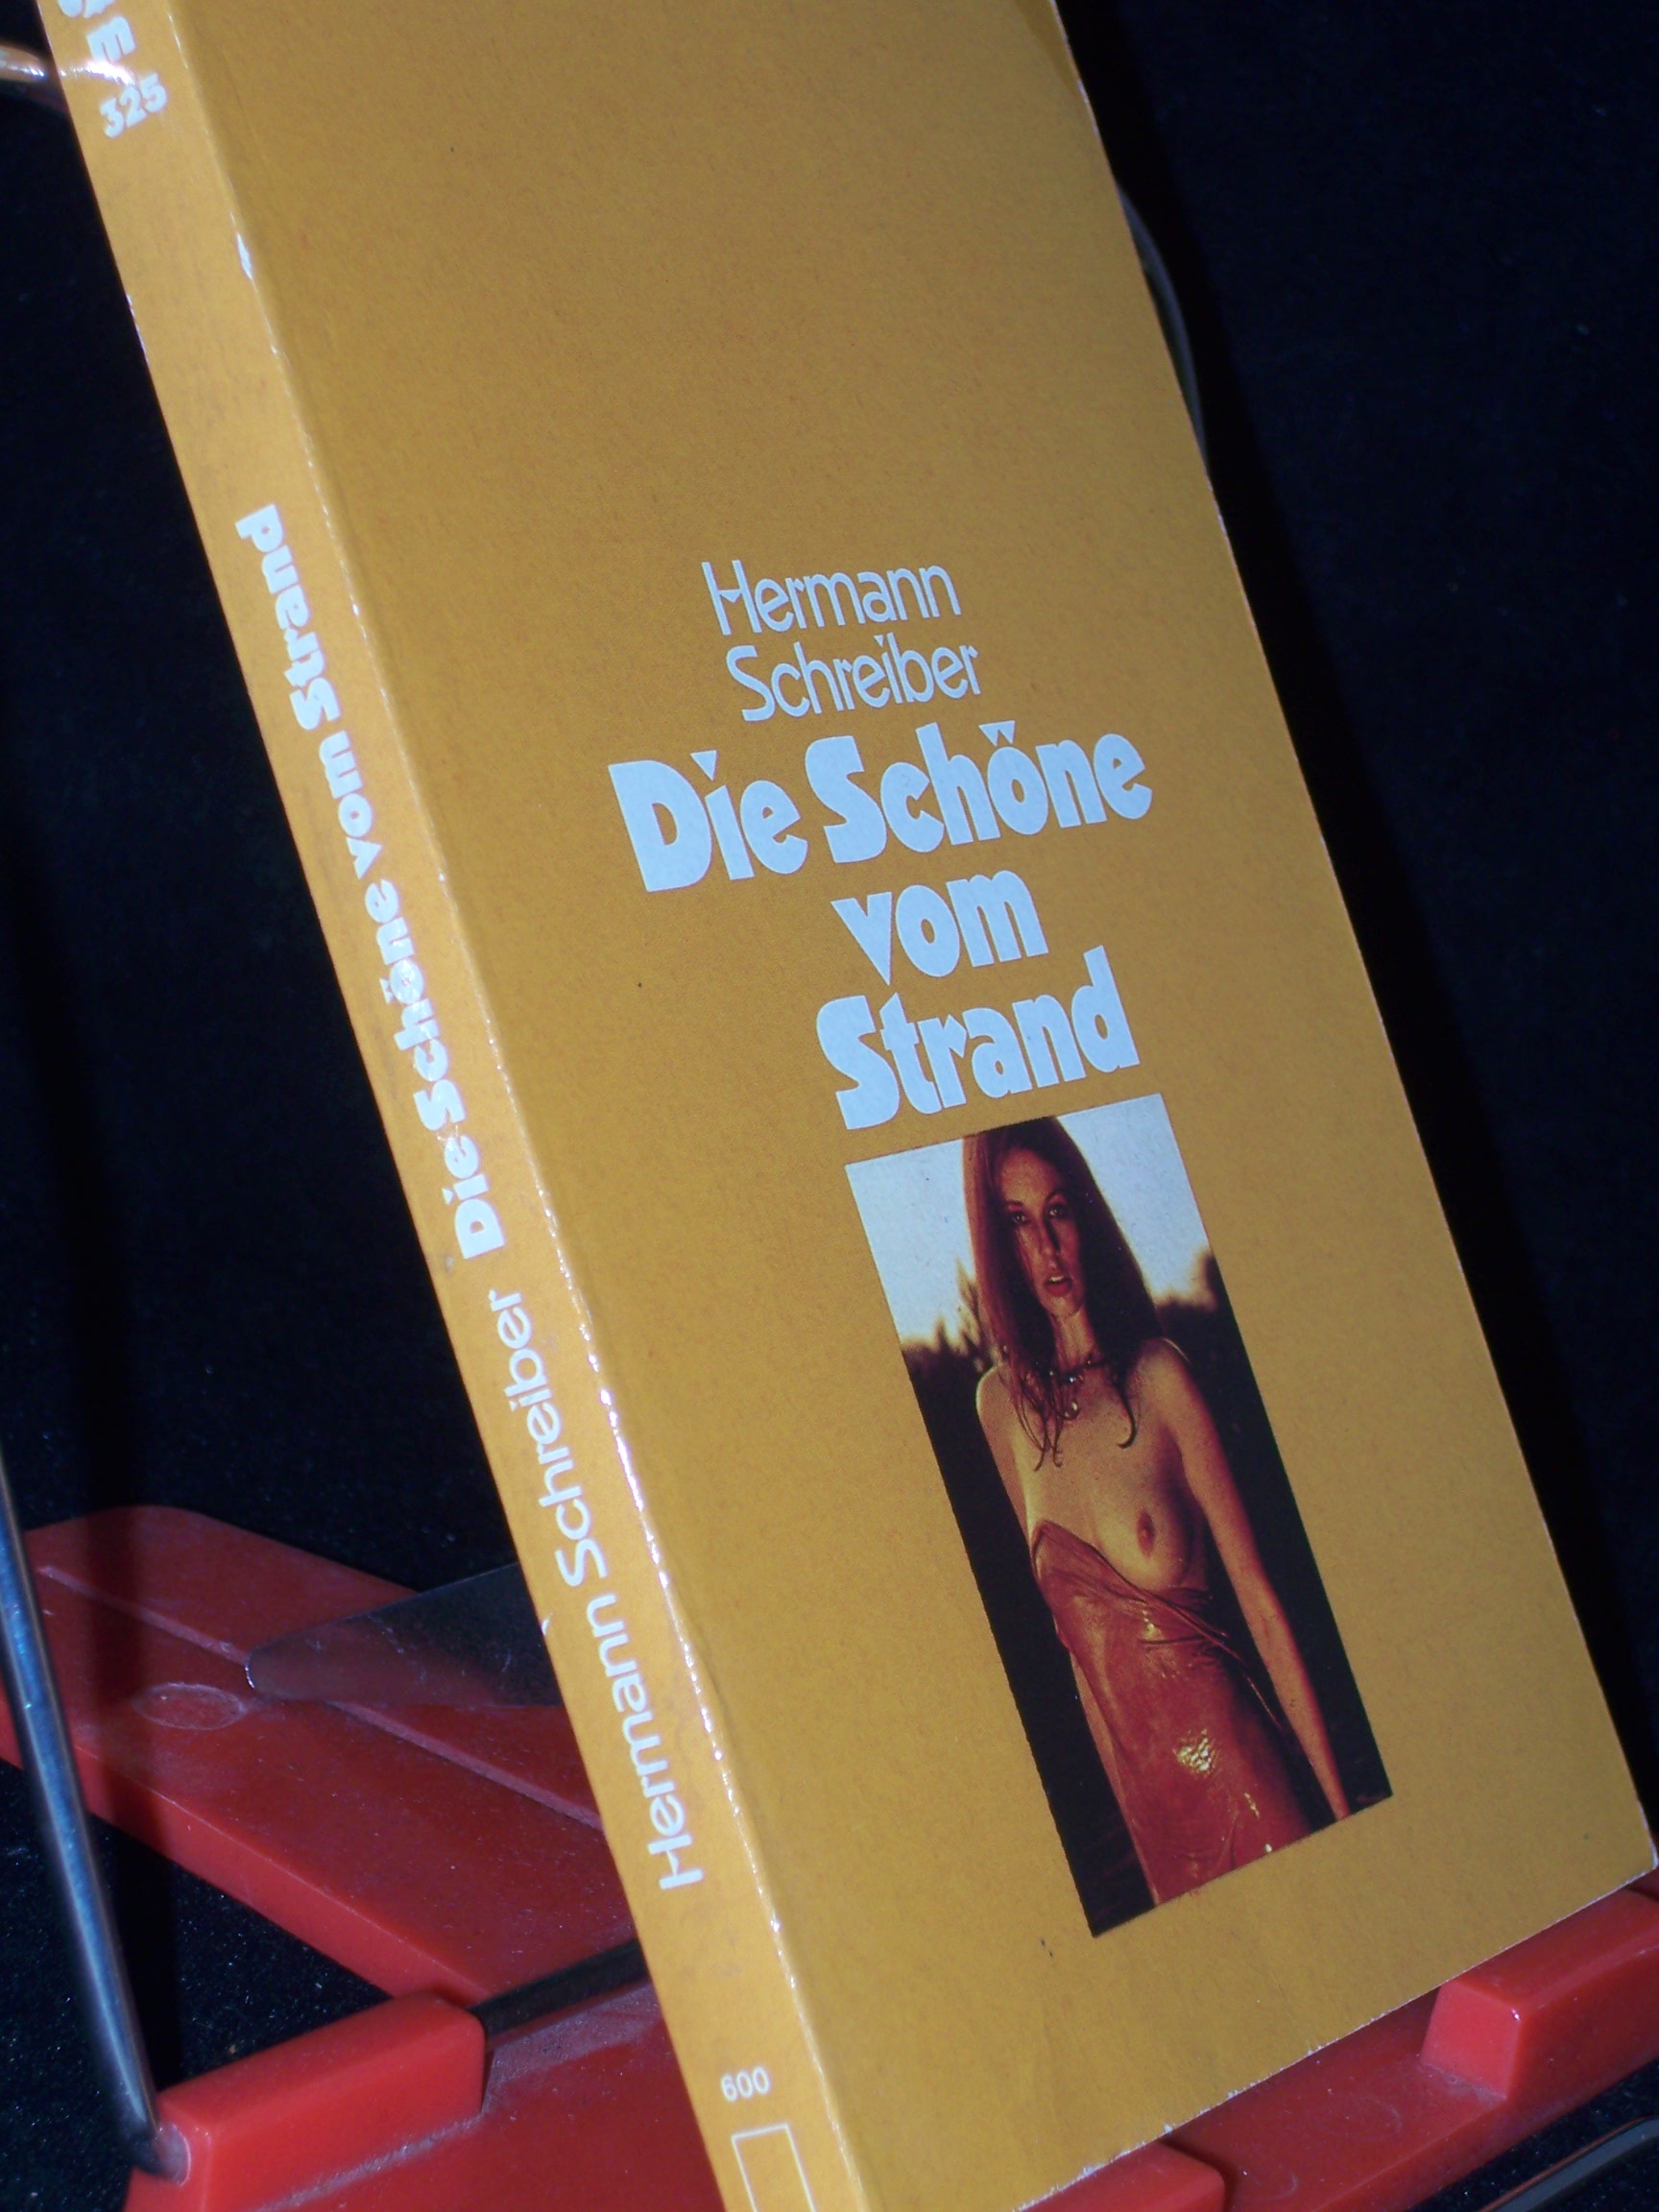 325
Hermann Schreiber Die Schöne vom Strand
600
Hermann
Schreiber
Die Schöne
vom
Strand